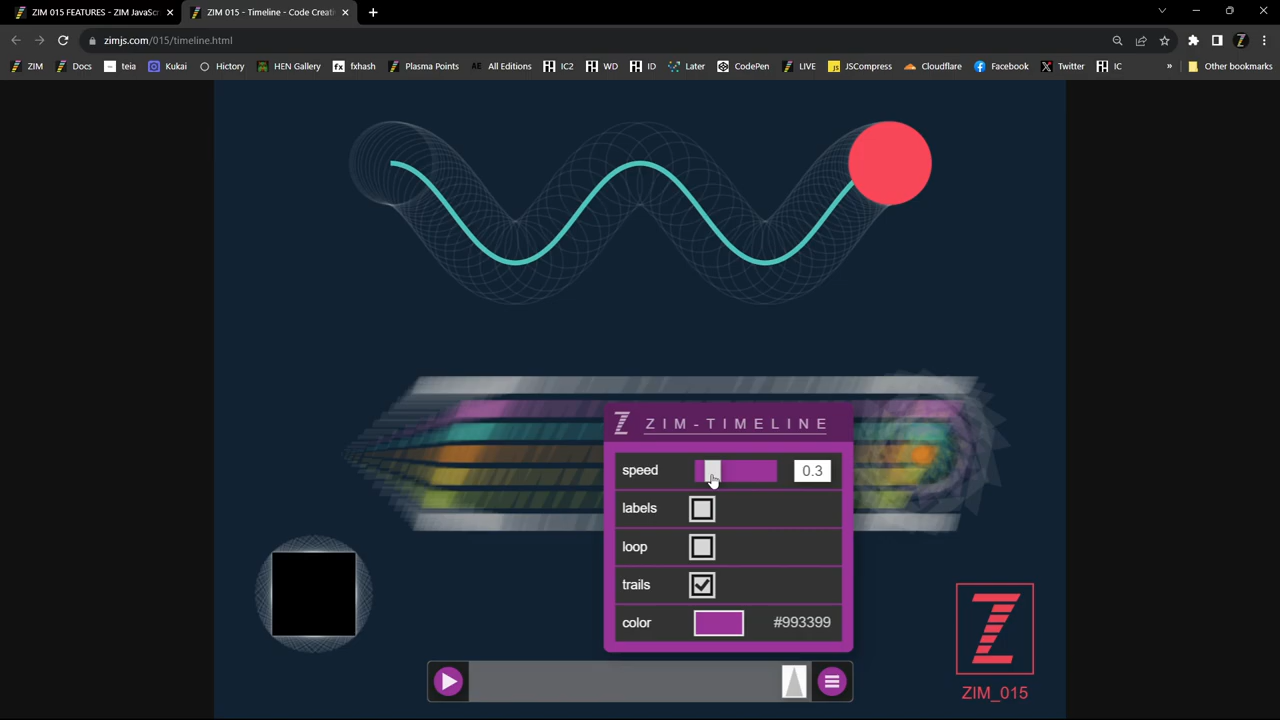 ZIM 015 FEATURES - ZIM JavaScr
ZIM 015 - Timeline - Code Creati
zimjs.com/015/timeline.html
ZIM Docs teia Kukai Hictory HEN Gallery fxhash Plasma Points All Editions IC2 WD ID Later CodePen LIVE JSCompress Cloudflare Facebook Twitter IC » Other bookmarks
ZIM-TIMELINE
speed 0.3
labels
loop
trails
color #993399
ZIM_015